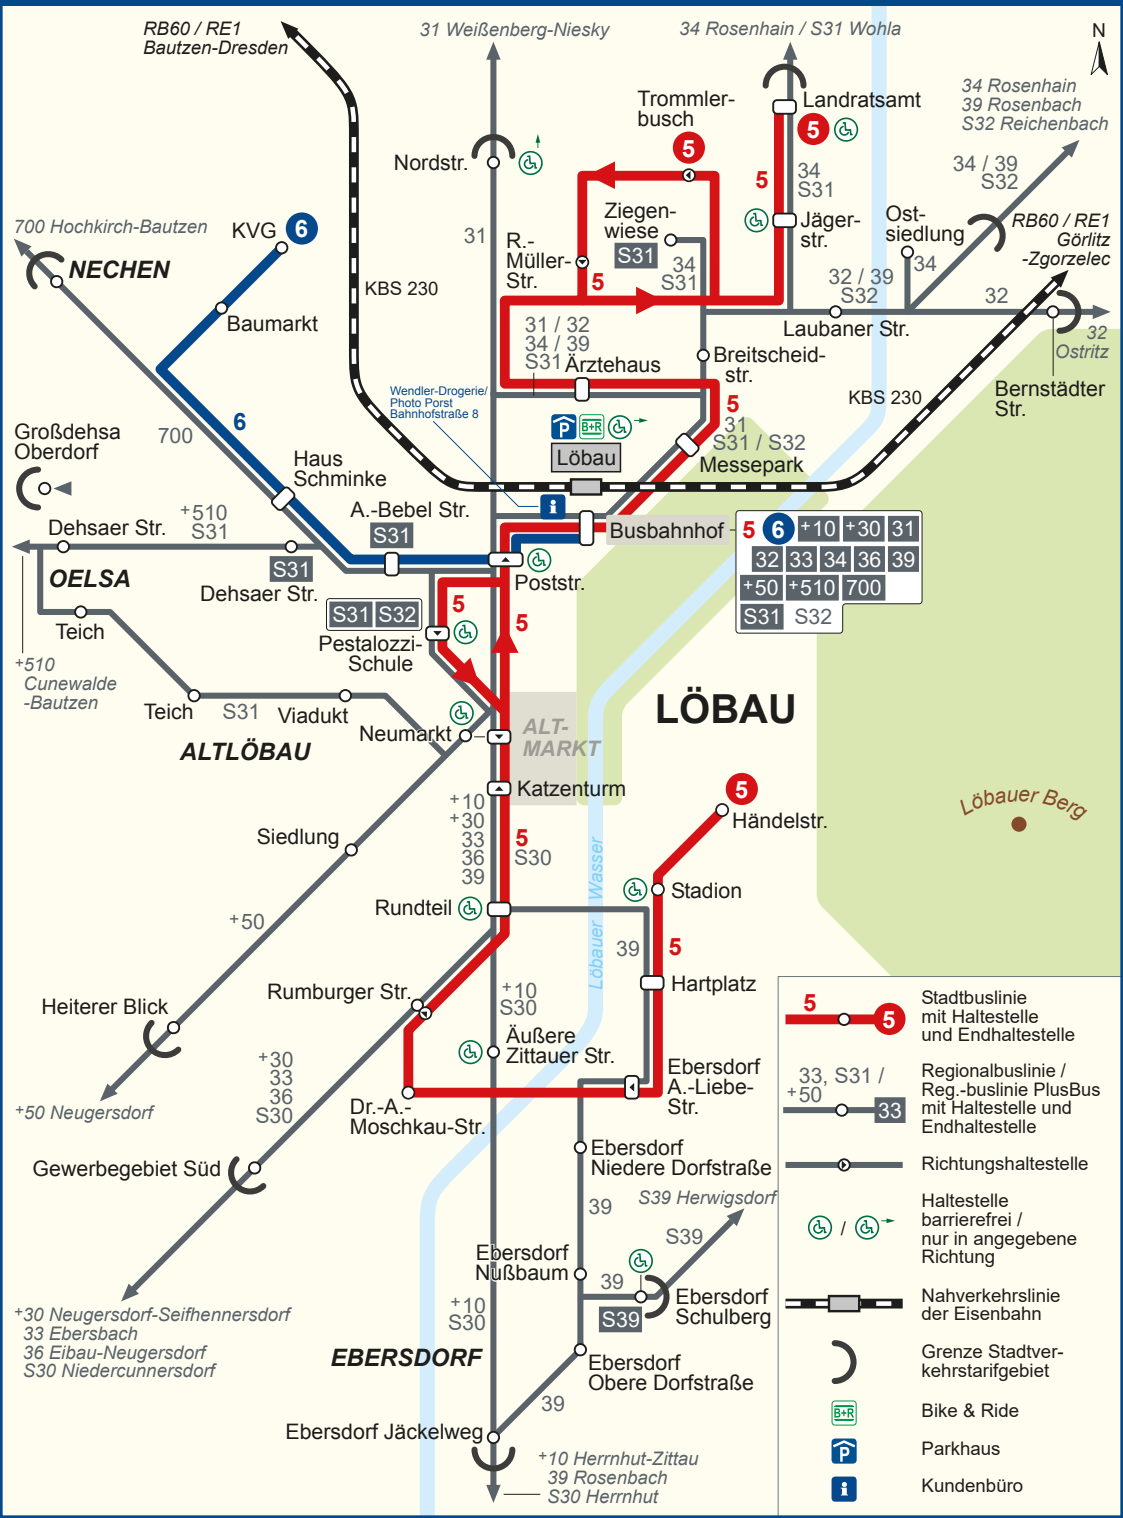 RB60 / RE1
Bautzen-Dresden
31 Weißenberg-Niesky
34 Rosenhain / S31 Wohla
N
34 Rosenhain
39 Rosenbach
S32 Reichenbach
Trommler-
busch
5
Landratsamt
5
Nordstr.
5
34
S31
34 / 39
S32
700 Hochkirch-Bautzen
KVG
6
31
R.-
Müller-
Str.
Ziegen-
wiese
S31
Jäger-
str.
Ost-
siedlung
RB60 / RE1
Görlitz
-Zgorzelec
NECHEN
KBS 230
5
34
S31
34
32 / 39
S32
32
Baumarkt
31 / 32
34 / 39
S31
Ärztehaus
Laubaner Str.
32
Ostritz
Breitscheid-
str.
Bernstädter
Str.
KBS 230
Wendler-Drogerie/
Photo Porst
Bahnhofstraße 8
6
700
P
B+R
5
31
S31 / S32
Großdehsa
Oberdorf
Löbau
Messepark
Haus
Schminke
A.-Bebel Str.
S31
i
Busbahnhof
5 6 +10 +30 31
32 33 34 36 39
+50 +510 700
S31 S32
Dehsaer Str.
+510
S31
OELSA
S31
Dehsaer Str.
Poststr.
S31 S32
5
5
Teich
Pestalozzi-
Schule
+510
Cunewalde
-Bautzen
Teich
S31
Viadukt
Neumarkt
ALT-
MARKT
LÖBAU
ALTLÖBAU
Katzenturm
5
Händelstr.
Löbauer Berg
+10
+30
33
36
39
5
S30
Siedlung
Löbauer Wasser
Stadion
Rundteil
+50
39
5
Hartplatz
Rumburger Str.
+10
S30
Heiterer Blick
Äußere
Zittauer Str.
+30
33
36
S30
Ebersdorf
A.-Liebe-
Str.
+50 Neugersdorf
Dr.-A.-
Moschkau-Str.
Ebersdorf
Niedere Dorfstraße
Gewerbegebiet Süd
39
S39 Herwigsdorf
S39
Ebersdorf
Nußbaum
39
S39
Ebersdorf
Schulberg
+10
S30
+30 Neugersdorf-Seifhennersdorf
33 Ebersbach
36 Eibau-Neugersdorf
S30 Niedercunnersdorf
EBERSDORF
Ebersdorf
Obere Dorfstraße
39
Ebersdorf Jäckelweg
+10 Herrnhut-Zittau
39 Rosenbach
S30 Herrnhut
5
5
Stadtbuslinie
mit Haltestelle
und Endhaltestelle
33, S31 /
+50
33
Regionalbuslinie /
Reg.-buslinie PlusBus
mit Haltestelle und
Endhaltestelle
Richtungshaltestelle
/
Haltestelle
barrierefrei /
nur in angegebene
Richtung
Nahverkehrslinie
der Eisenbahn
Grenze Stadtver-
kehrstarifgebiet
B+R
Bike & Ride
P
Parkhaus
i
Kundenbüro